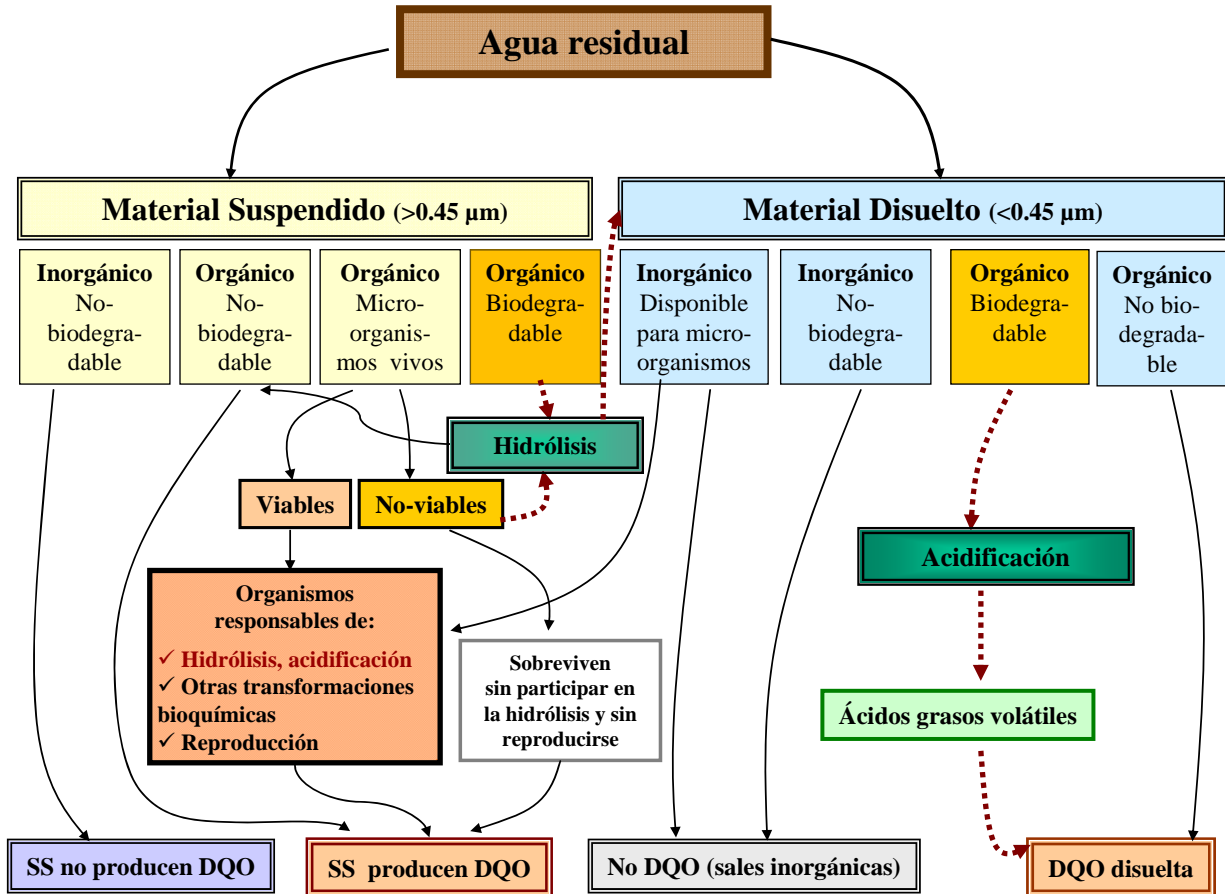 Agua residual
Material Suspendido (>0.45 µm)
Material Disuelto (<0.45 µm)
Inorgánico
No-
biodegra-
dable
Orgánico
No-
biodegra-
dable
Orgánico
Micro-
organis-
mos vivos
Orgánico
Biodegra-
dable
Inorgánico
Disponible
para micro-
organismos
Inorgánico
No-
biodegra-
dable
Orgánico
Biodegra-
dable
Orgánico
No bio-
degrada-
ble
Hidrólisis
Viables
No-viables
Acidificación
Organismos
responsables de:
✓ Hidrólisis, acidificación
✓ Otras transformaciones
bioquímicas
✓ Reproducción
Sobreviven
sin participar en
la hidrólisis y sin
reproducirse
Ácidos grasos volátiles
SS no producen DQO
SS producen DQO
No DQO (sales inorgánicas)
DQO disuelta